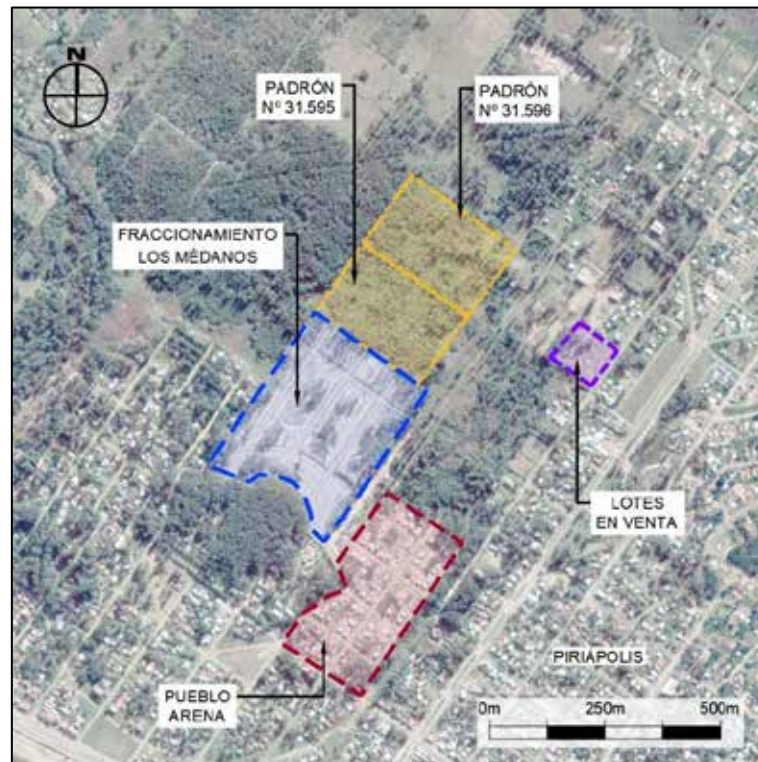 N
PADRÓN
Nº 31.595
PADRÓN
Nº 31.596
FRACCIONAMIENTO
LOS MÉDANOS
LOTES
EN VENTA
PIRIAPOLIS
PUEBLO
ARENA
0m 250m 500m